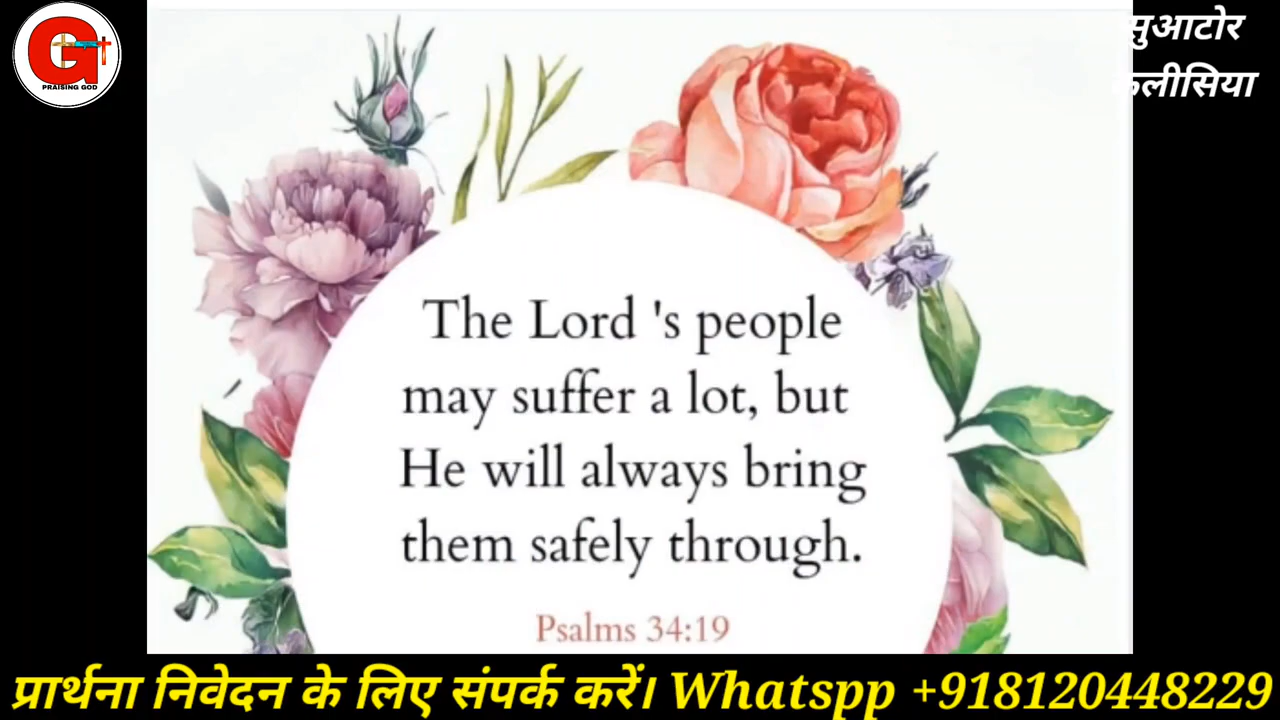 G
PRAISING GOD
सुआटोर
कलीसिया
The Lord 's people
may suffer a lot, but
He will always bring
them safely through.
Psalms 34:19
प्रार्थना निवेदन के लिए संपर्क करें। Whatspp +918120448229